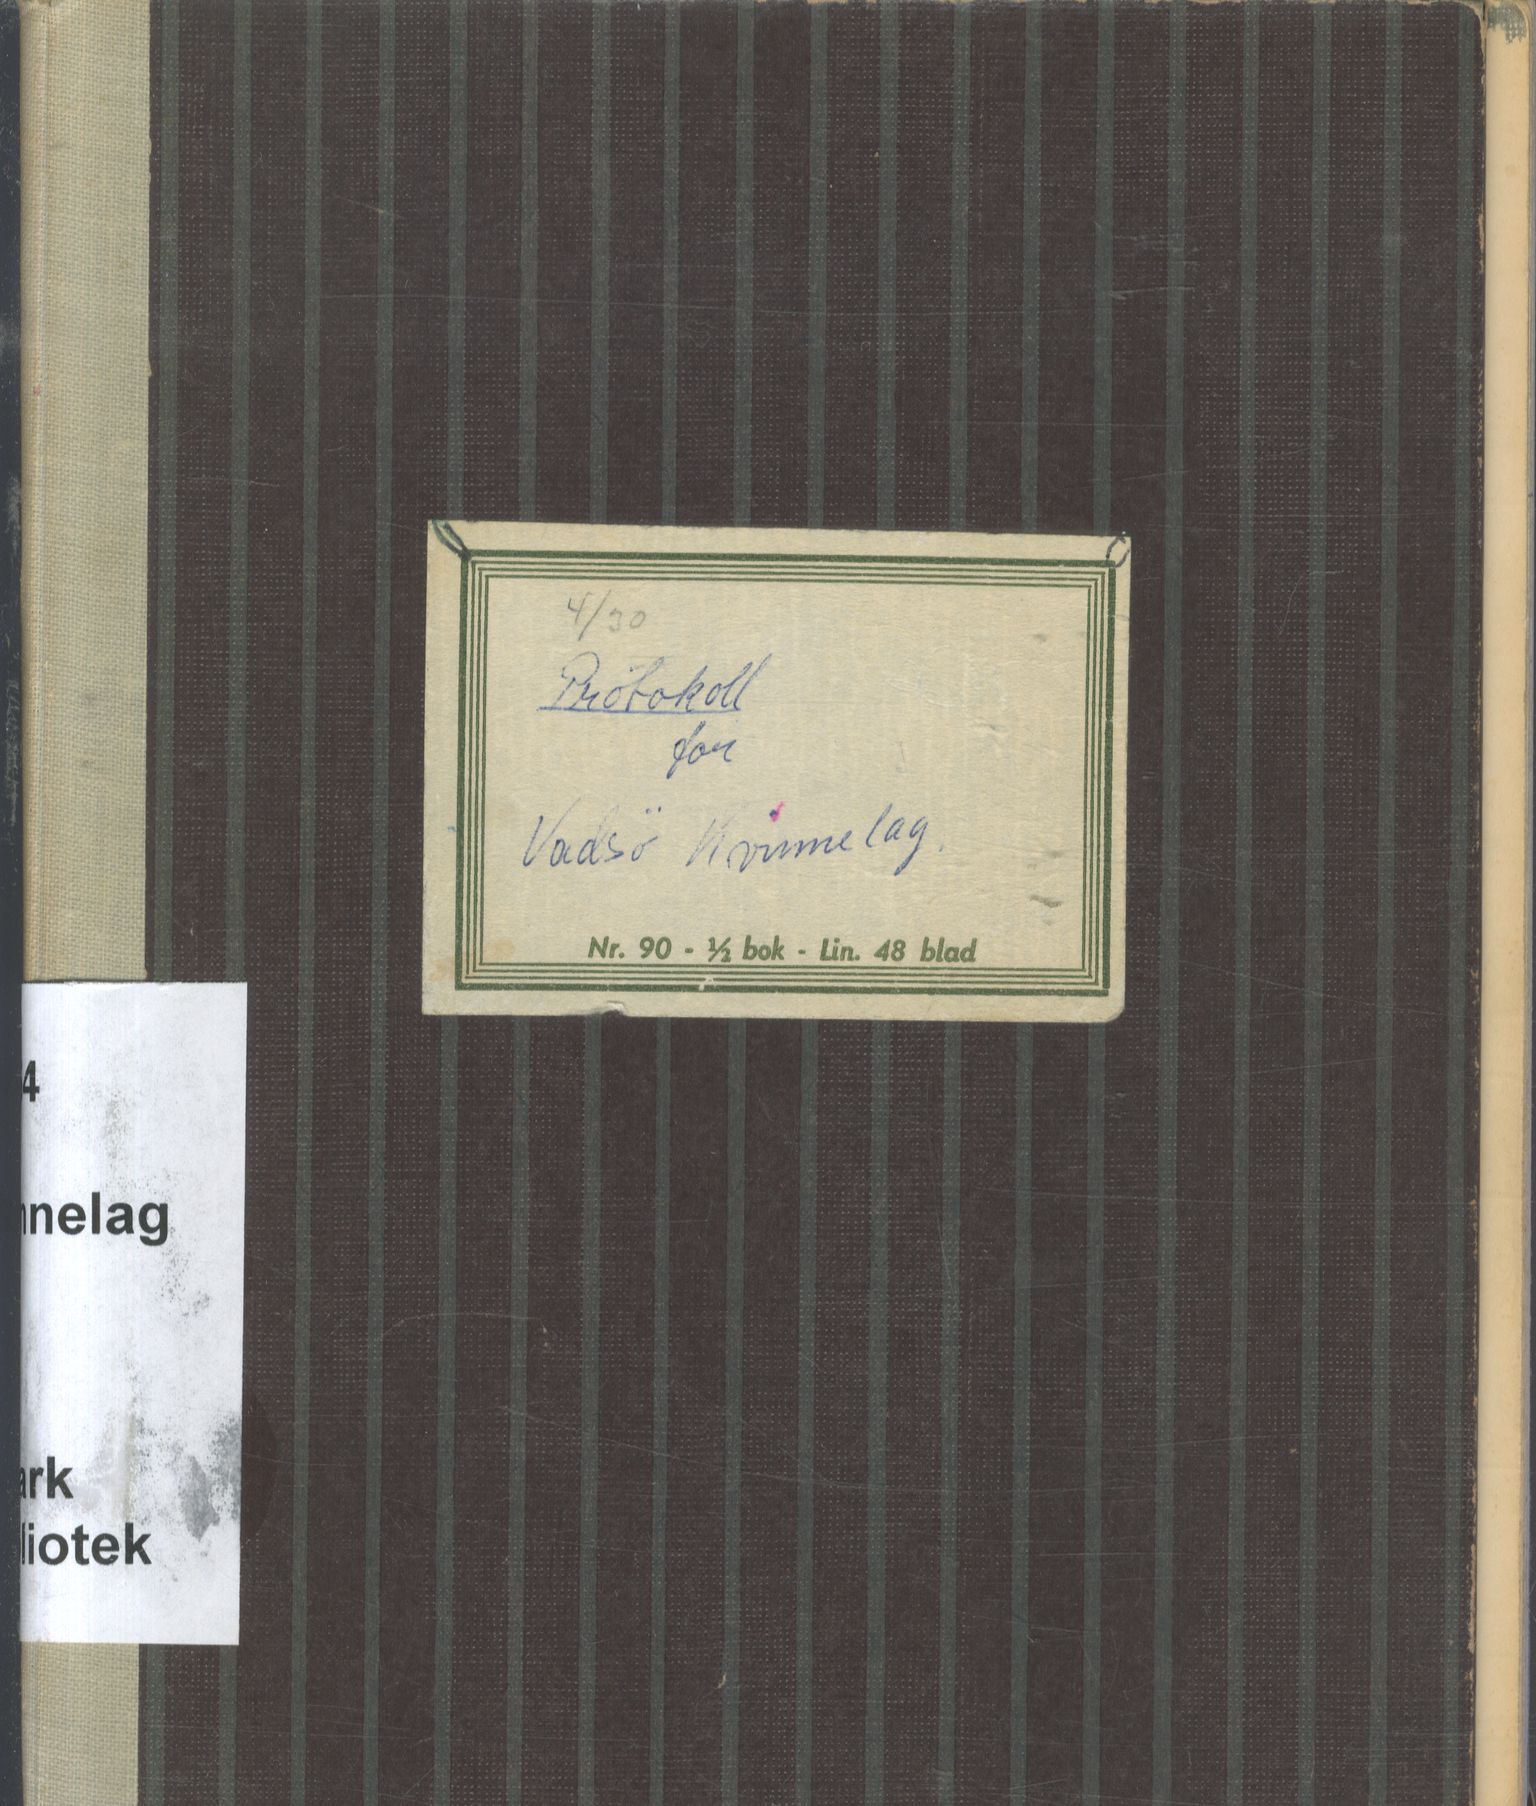 4/30
Protokoll
for
Vadsö Kvinnelag.
Nr. 90 - ½ bok - Lin. 48 blad
4
nnelag
ark
liotek